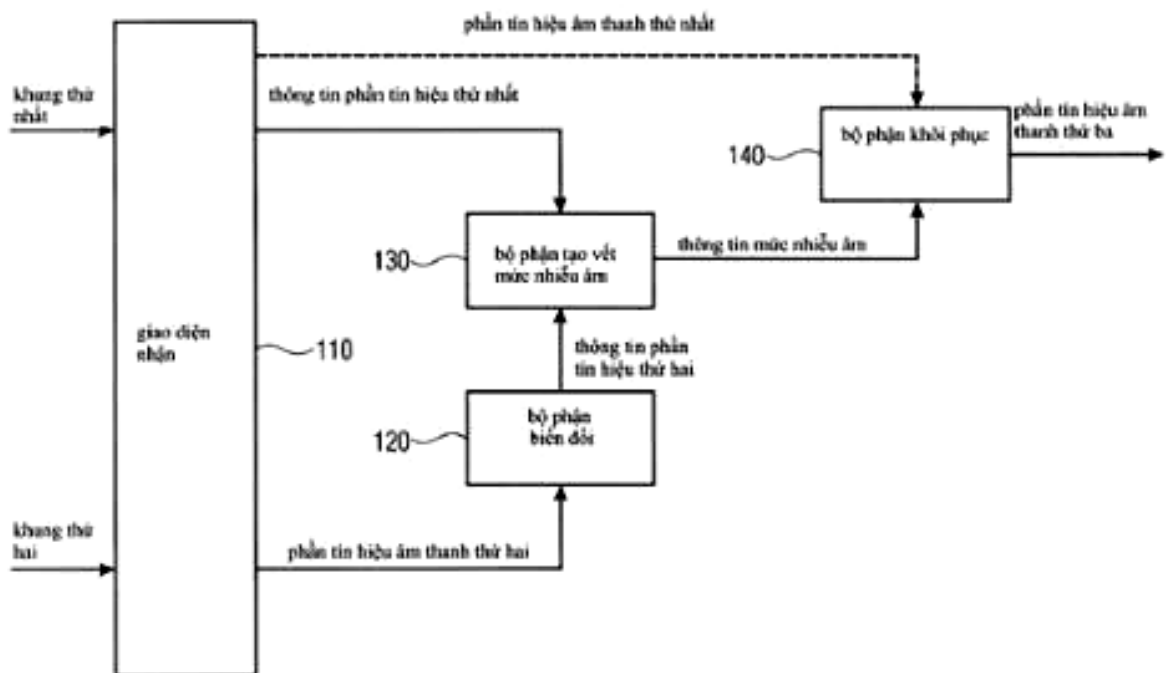 phần tín hiệu âm thanh thứ nhất
khung thứ
nhất
thông tin phần tín hiệu thứ nhất
phần tín hiệu âm
thanh thứ ba
bộ phận khôi phục
140
130
bộ phận tạo vết
mức nhiễu âm
thông tin mức nhiễu âm
giao diện
nhận
110
thông tin phần
tín hiệu thứ hai
120
bộ phận
biến đổi
khung thứ
hai
phần tín hiệu âm thanh thứ hai